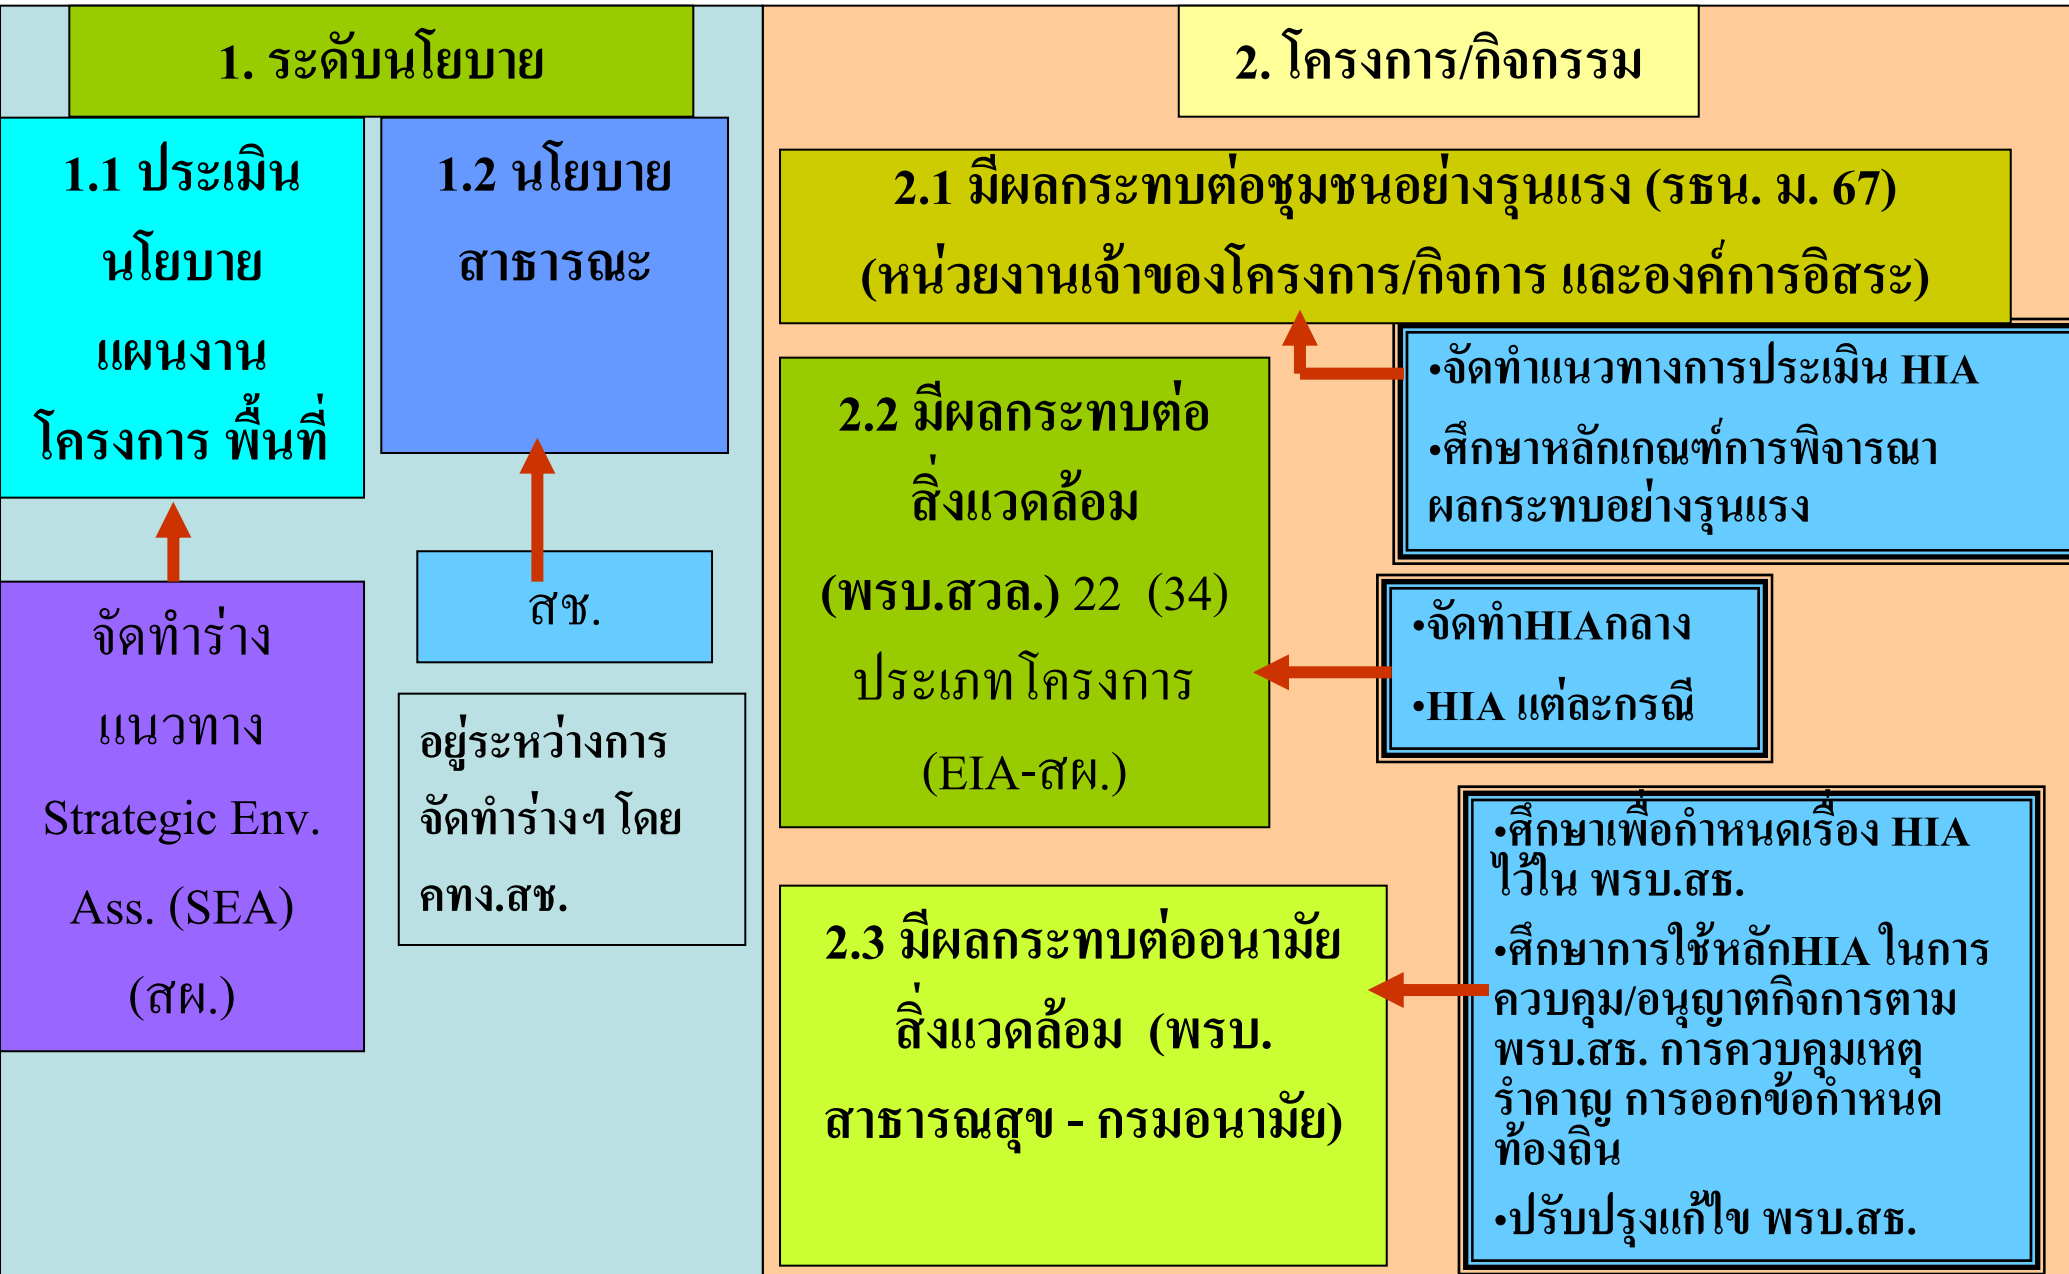 1. ระดับนโยบาย
1.1 ประเมิน
นโยบาย
แผนงาน
โครงการ พื้นที่
จัดทำร่าง
แนวทาง
Strategic Env.
Ass. (SEA)
(สผ.)
1.2 นโยบาย
สาธารณะ
สช.
อยู่ระหว่างการ
จัดทำร่างฯ โดย
คทง.สช.
2. โครงการ/กิจกรรม
2.1 มีผลกระทบต่อชุมชนอย่างรุนแรง (รธน. ม. 67)
(หน่วยงานเจ้าของโครงการ/กิจการ และองค์การอิสระ)
•จัดทำแนวทางการประเมิน HIA
•ศึกษาหลักเกณฑ์การพิจารณา
ผลกระทบอย่างรุนแรง
2.2 มีผลกระทบต่อ
สิ่งแวดล้อม
(พรบ.สวล.) 22 (34)
ประเภทโครงการ
(EIA-สผ.)
•จัดทำHIAกลาง
•HIA แต่ละกรณี
2.3 มีผลกระทบต่ออนามัย
สิ่งแวดล้อม (พรบ.
สาธารณสุข - กรมอนามัย)
•ศึกษาเพื่อกำหนดเรื่อง HIA
ไว้ใน พรบ.สธ.
•ศึกษาการใช้หลักHIA ในการ
ควบคุม/อนุญาตกิจการตาม
พรบ.สธ. การควบคุมเหตุ
รำคาญ การออกข้อกำหนด
ท้องถิ่น
•ปรับปรุงแก้ไข พรบ.สธ.